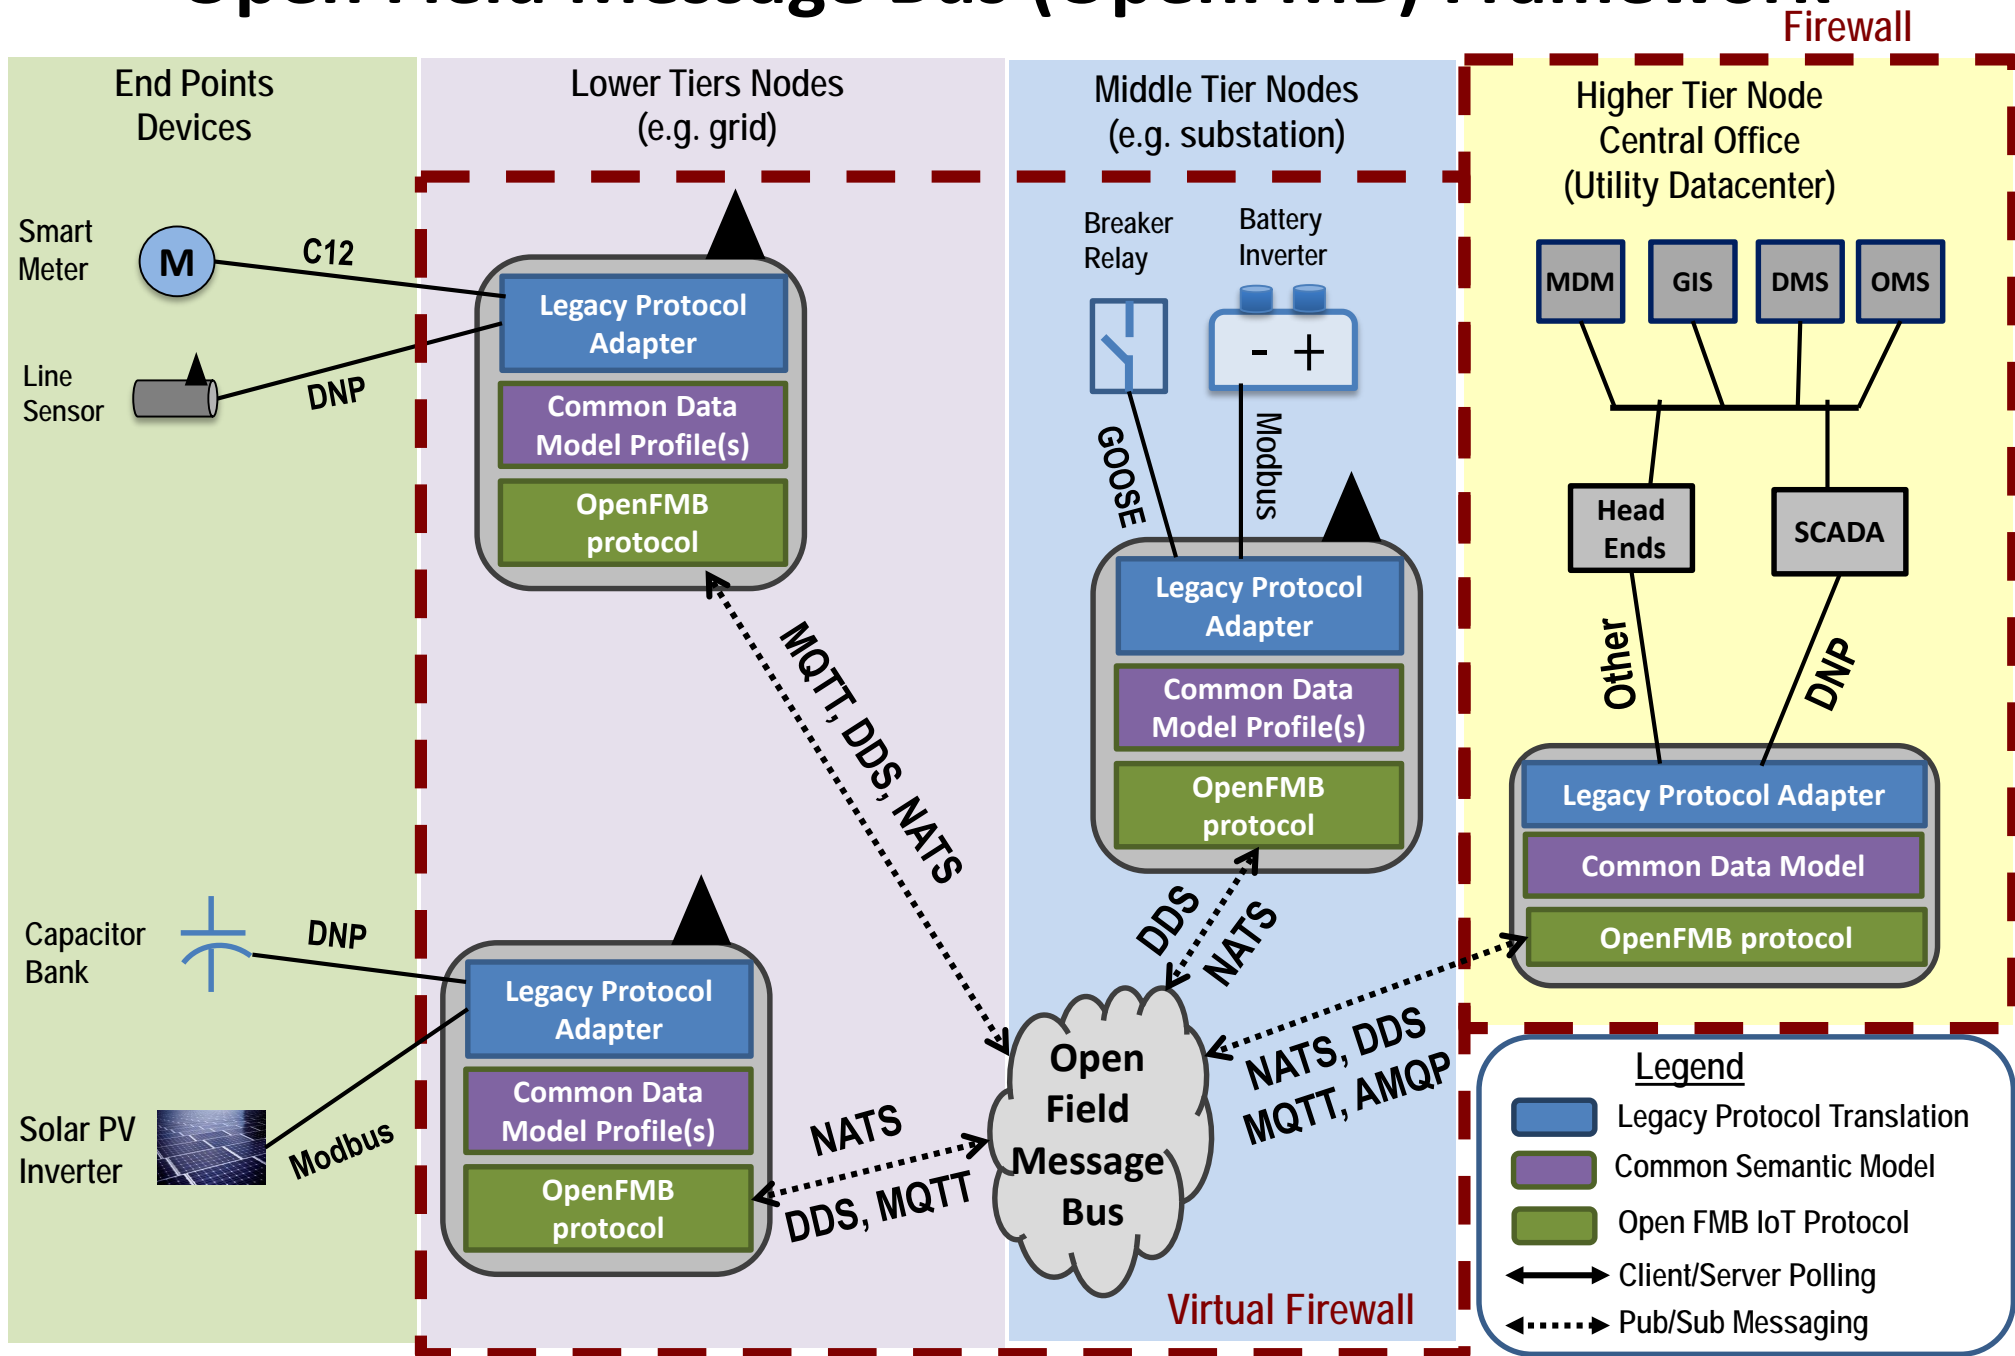 Open Field Message Bus (OpenFMB) Framework
Firewall
End Points
Devices
Lower Tiers Nodes
(e.g. grid)
Middle Tier Nodes
(e.g. substation)
Higher Tier Node
Central Office
(Utility Datacenter)
Smart
Meter
M
C12
Line
Sensor
DNP
Legacy Protocol
Adapter
Common Data
Model Profile(s)
OpenFMB
protocol
MQTT, DDS, NATS
Capacitor
Bank
DNP
Solar PV
Inverter
Modbus
Legacy Protocol
Adapter
Common Data
Model Profile(s)
OpenFMB
protocol
NATS
DDS, MQTT
Breaker
Relay
Battery
Inverter
- +
GOOSE
Modbus
Legacy Protocol
Adapter
Common Data
Model Profile(s)
OpenFMB
protocol
DDS
NATS
Open
Field
Message
Bus
NATS, DDS
MQTT, AMQP
Virtual Firewall
MDM
GIS
DMS
OMS
Head
Ends
SCADA
Other
DNP
Legacy Protocol Adapter
Common Data Model
OpenFMB protocol
Legend
Legacy Protocol Translation
Common Semantic Model
Open FMB IoT Protocol
Client/Server Polling
Pub/Sub Messaging